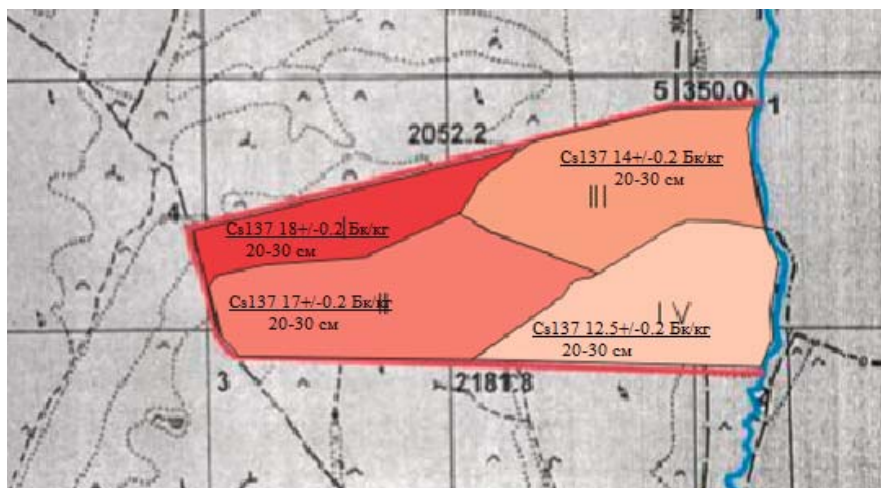 5 350.0 1
2052.2
Cs137 14+/-0.2 Бк/кг
20-30 см
III
4
Cs137 18+/-0.2 Бк/кг
20-30 см
Cs137 17+/-0.2 Бк/кг
II
20-30 см
IV
Cs137 12.5+/-0.2 Бк/кг
20-30 см
3
2